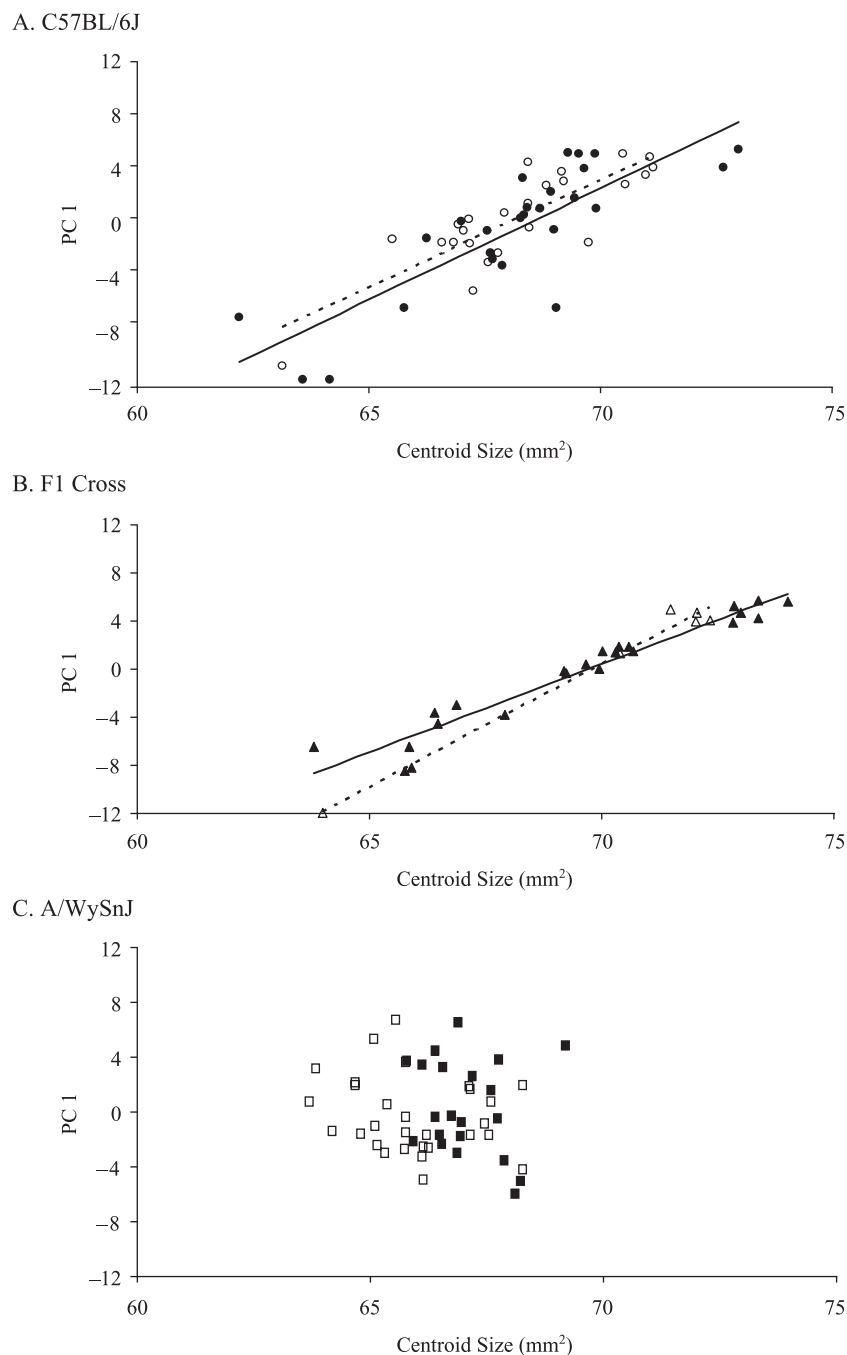 A. C57BL/6J
12
8
4
0
−4
−8
−12
PC 1
60 65 70 75
Centroid Size (mm²)
B. F1 Cross
12
8
4
0
−4
−8
−12
PC 1
60 65 70 75
Centroid Size (mm²)
C. A/WySnJ
12
8
4
0
−4
−8
−12
PC 1
60 65 70 75
Centroid Size (mm²)